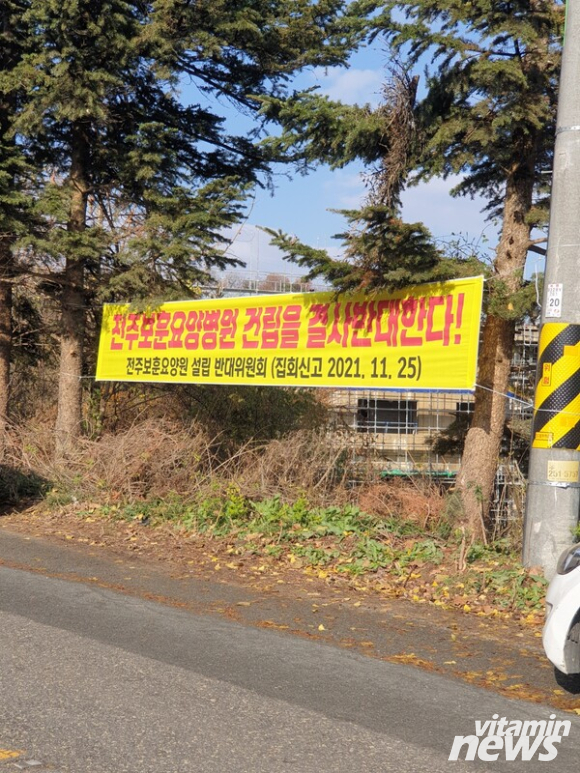 전주보훈요양병원 건립을 결사반대한다!
전주보훈요양원 설립 반대위원회 (집회신고 2021. 11. 25)
20
vitamin
news